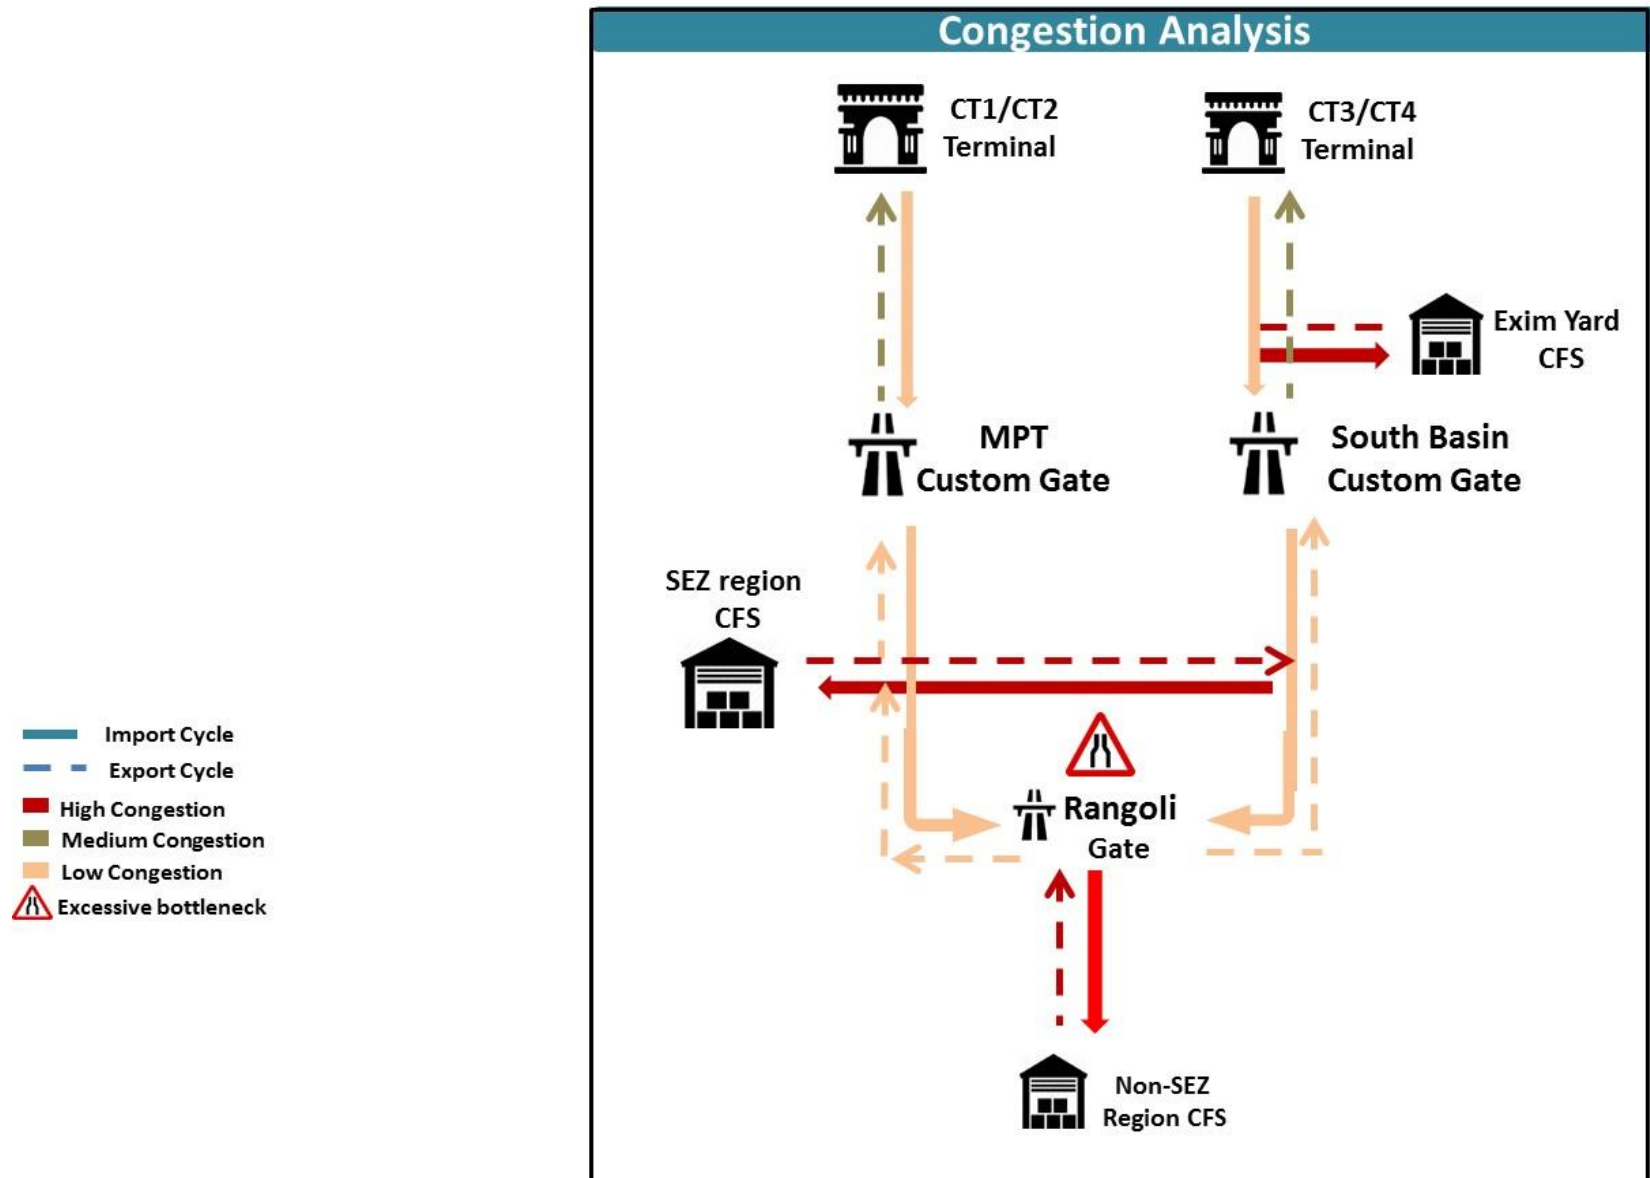 Congestion Analysis
CT1/CT2
Terminal
CT3/CT4
Terminal
Exim Yard
CFS
MPT
Custom Gate
South Basin
Custom Gate
SEZ region
CFS
Rangoli
Gate
Non-SEZ
Region CFS
Import Cycle
Export Cycle
High Congestion
Medium Congestion
Low Congestion
Excessive bottleneck